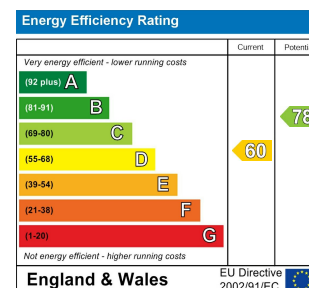 Energy Efficiency Rating
Current
Very energy efficient - lower running costs
(92 plus) A
(81-91) B
78
(69-80) C
60
(55-68) D
(39-54) E
(21-38) F
(1-20) G
Not energy efficient - higher running costs
England & Wales
EU Directive
2002/91/EC